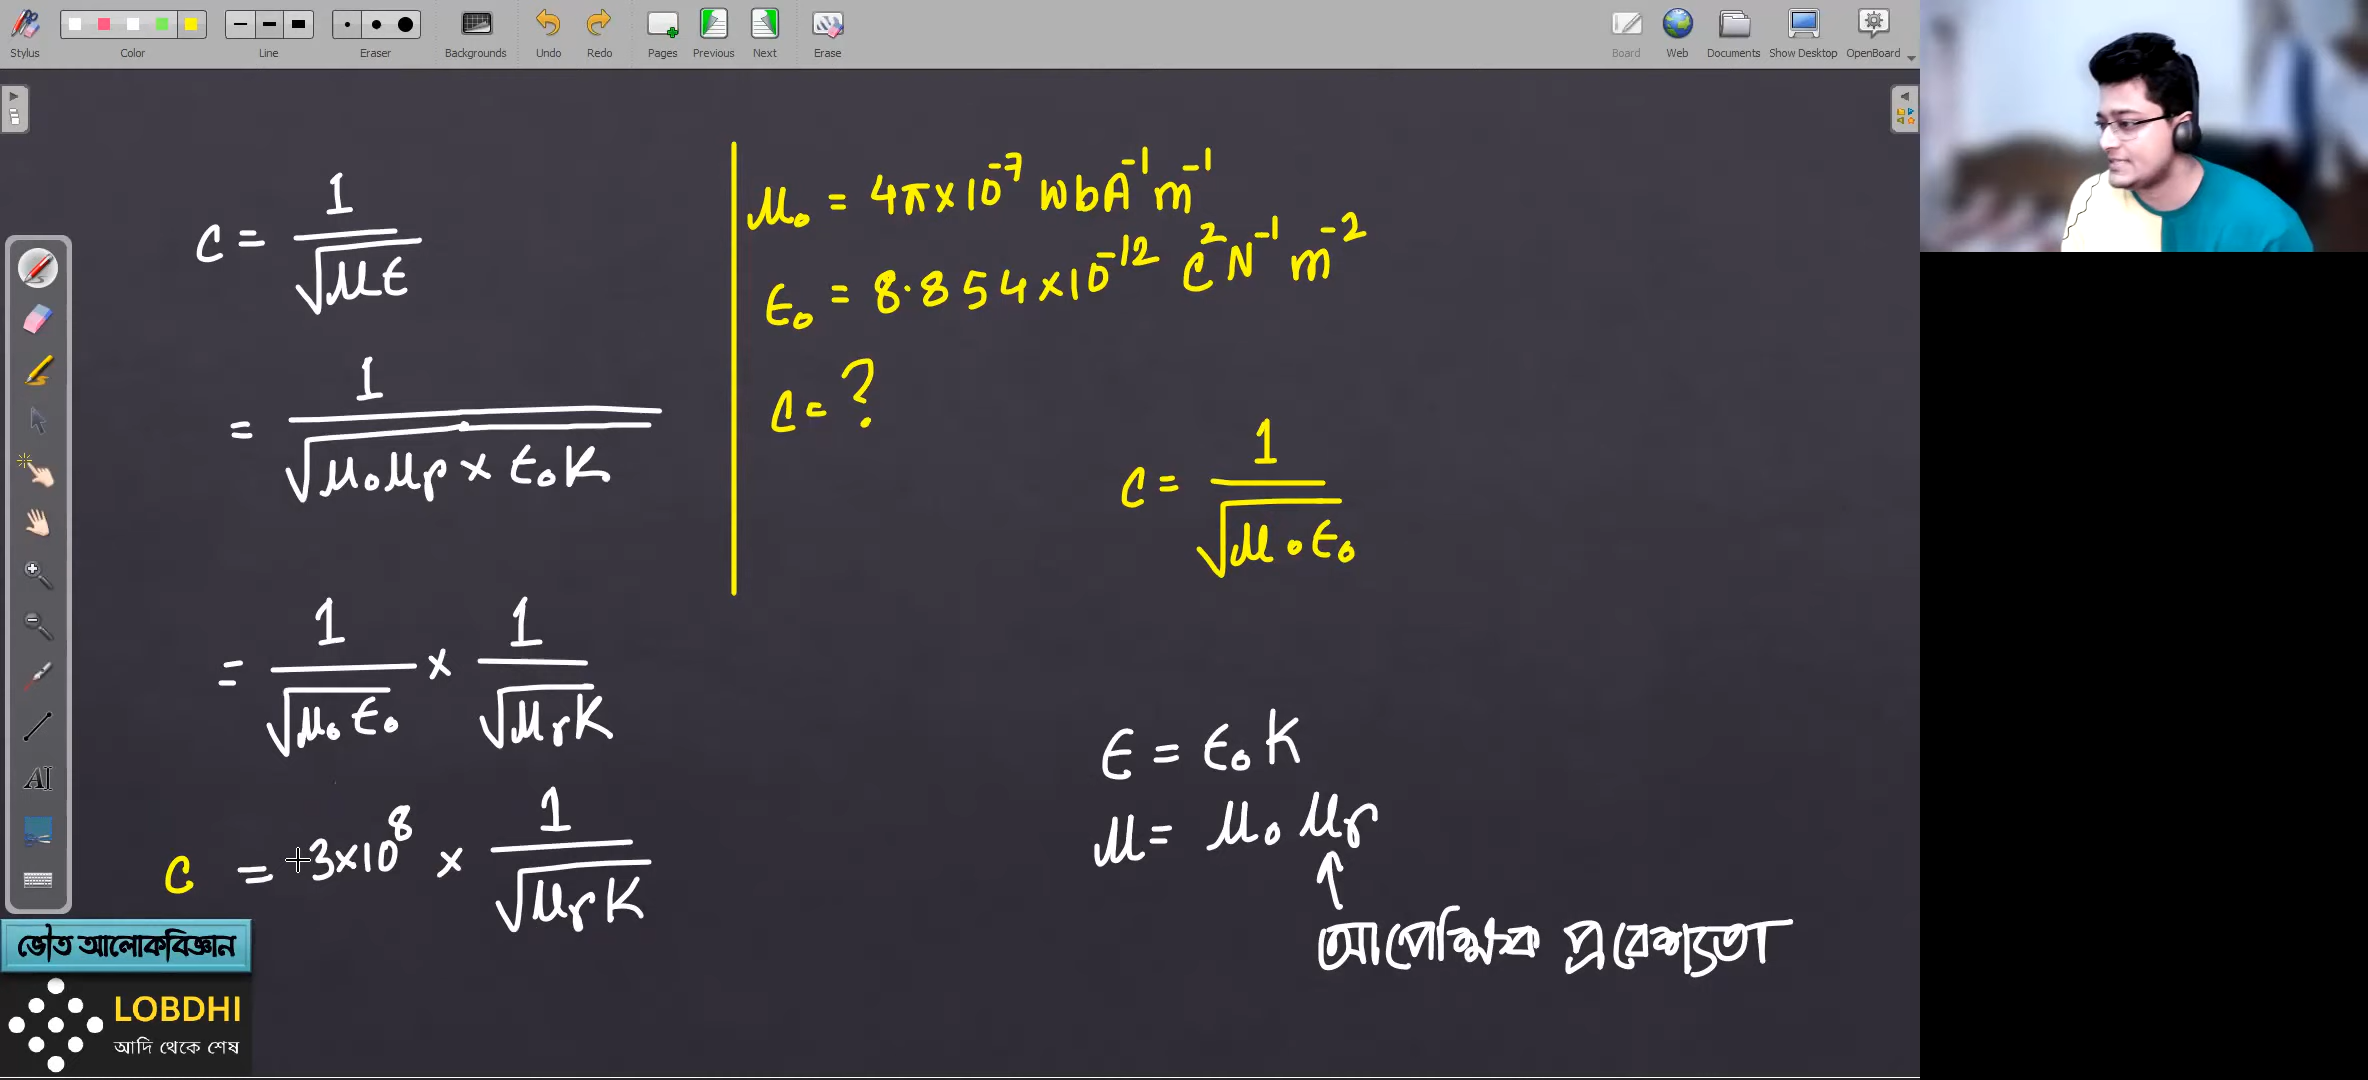 Stylus Color Line Eraser Backgrounds Undo Redo Pages Previous Next Erase Board Web Documents Show Desktop OpenBoard
c = 1/√με
= 1/√μ₀μᵣ × ε₀K
= 1/√μ₀ε₀ × 1/√μᵣK
c = 3×10⁸ × 1/√μᵣK
μ₀ = 4π×10⁻⁷ wbA⁻¹m⁻¹
ε₀ = 8.854×10⁻¹² C²N⁻¹m⁻²
c = ?
c = 1/√μ₀ε₀
ε = ε₀K
μ = μ₀μᵣ
আপেক্ষিক প্রবেশ্যতা
AI
ভৌত আলোকবিজ্ঞান
LOBDHI
আদি থেকে শেষ